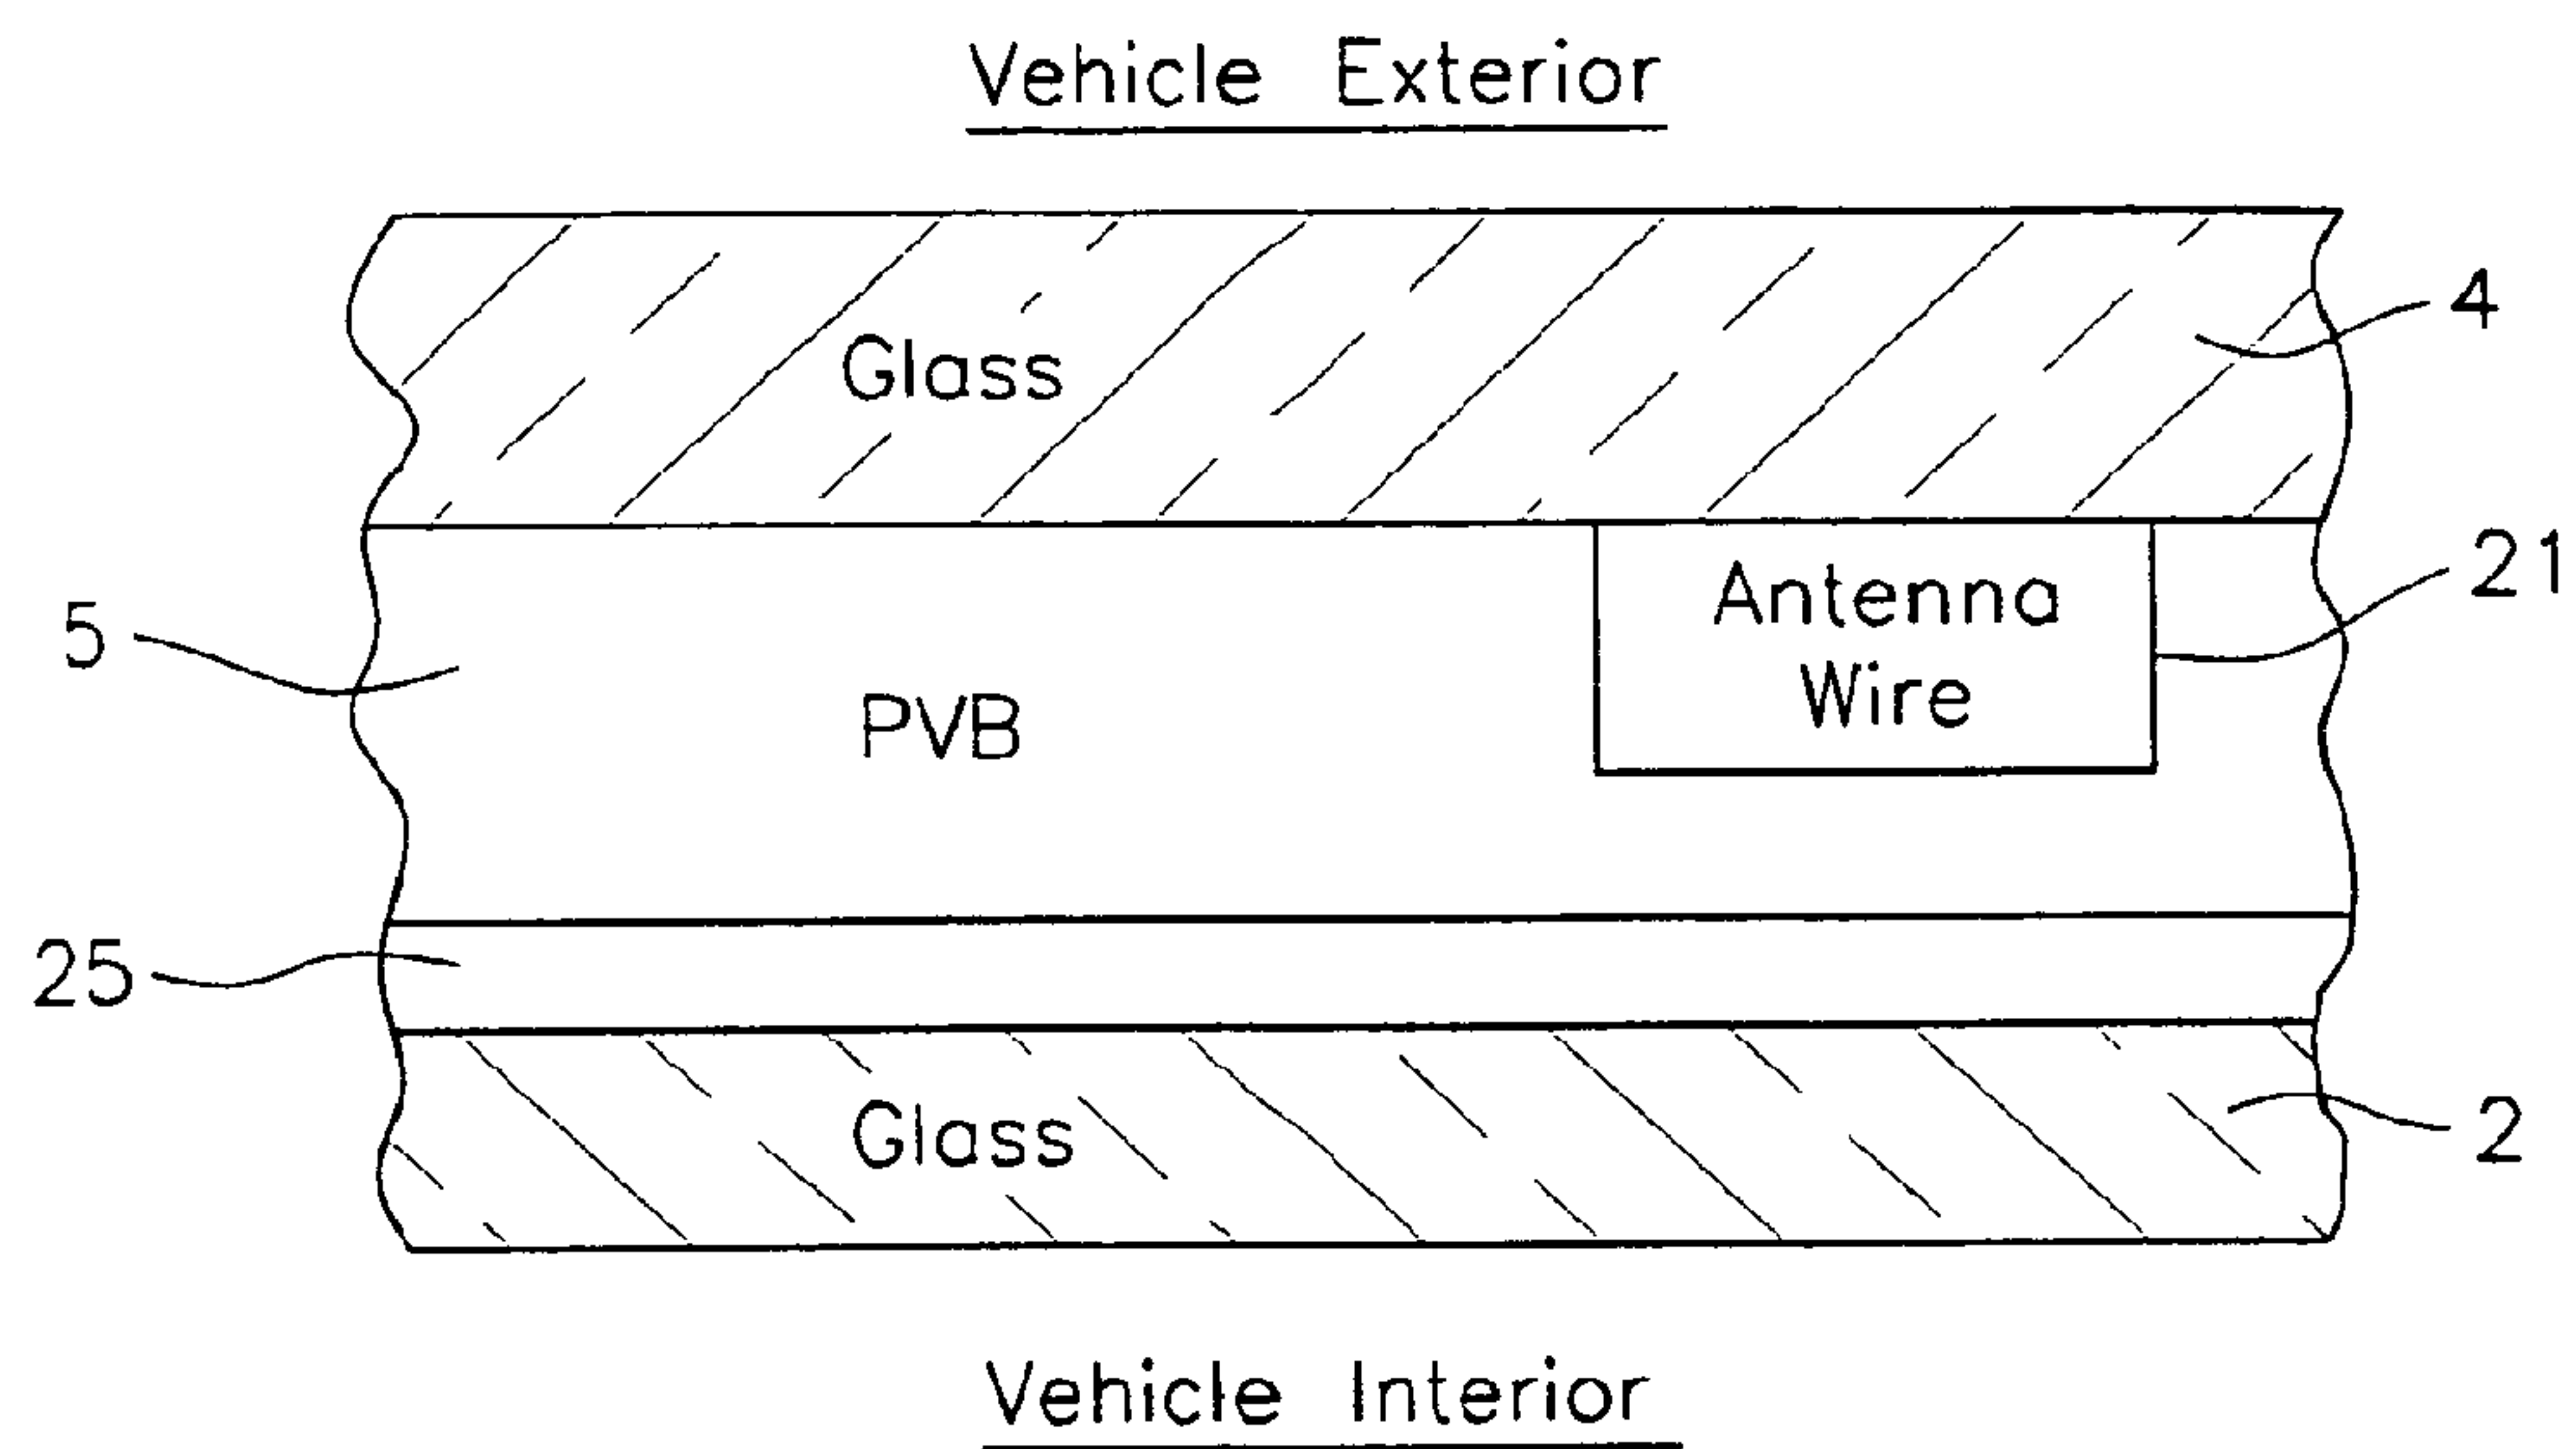 Vehicle Exterior
Glass
4
Antenna
Wire
21
5
PVB
25
Glass
2
Vehicle Interior